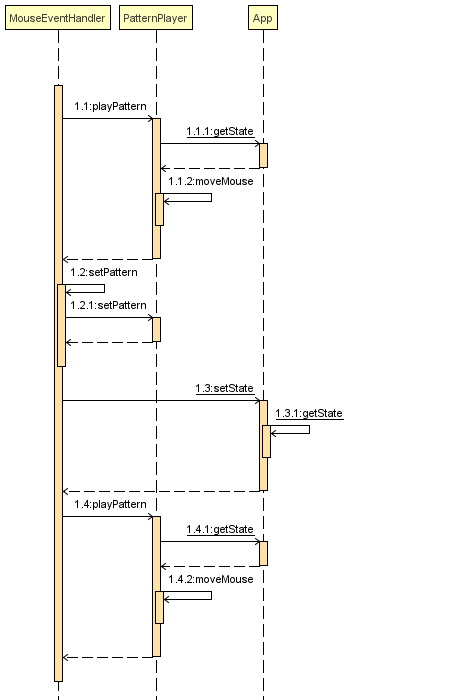 MouseEventHandler PatternPlayer App
1.1:playPattern
1.1.1:getState
1.1.2:moveMouse
1.2:setPattern
1.2.1:setPattern
1.3:setState
1.3.1:getState
1.4:playPattern
1.4.1:getState
1.4.2:moveMouse